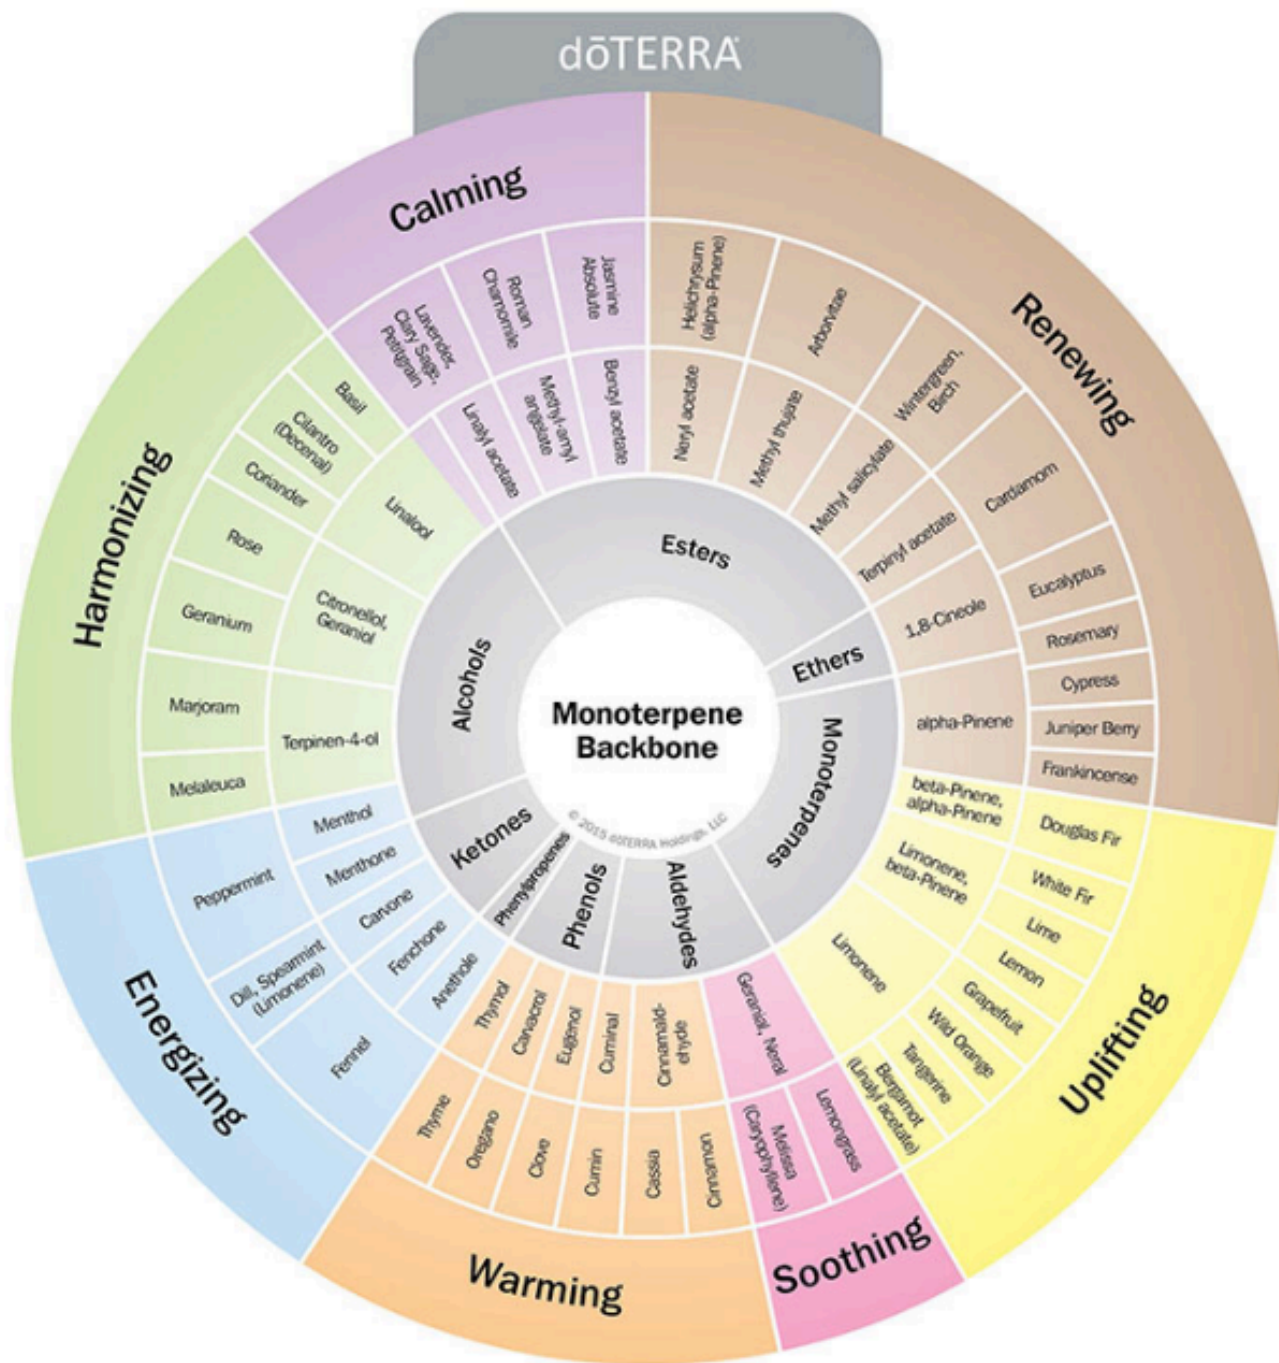 dōTERRA
Calming
Renewing
Uplifting
Soothing
Warming
Energizing
Harmonizing
Lavender,
Clary Sage,
Petitgrain
Roman
Chamomile
Jasmine
Absolute
Helichrysum
(alpha-Pinene)
Arborvitae
Wintergreen,
Birch
Cardamom
Eucalyptus
Rosemary
Cypress
Juniper Berry
Frankincense
Douglas Fir
White Fir
Lime
Lemon
Grapefruit
Wild Orange
Tangerine
Bergamot
(Linalyl acetate)
Lemongrass
Melissa
(Caryophyllene)
Cinnamon
Cassia
Cumin
Clove
Oregano
Thyme
Fennel
Dill, Spearmint
(Limonene)
Peppermint
Melaleuca
Marjoram
Geranium
Rose
Coriander
Cilantro
(Decenal)
Basil
Linalyl acetate
Methyl-amyl
angelate
Benzyl acetate
Neryl acetate
Methyl thujate
Methyl salicylate
Terpinyl acetate
1,8-Cineole
alpha-Pinene
beta-Pinene,
alpha-Pinene
Limonene,
beta-Pinene
Limonene
Geranial, Neral
Cinnamald-
ehyde
Cuminal
Eugenol
Carvacrol
Thymol
Anethole
Fenchone
Carvone
Menthone
Menthol
Terpinen-4-ol
Citronellol,
Geraniol
Linalool
Esters
Ethers
Monoterpenes
Aldehydes
Phenols
Phenylpropenes
Ketones
Alcohols
Monoterpene
Backbone
© 2015 dōTERRA Holdings, LLC